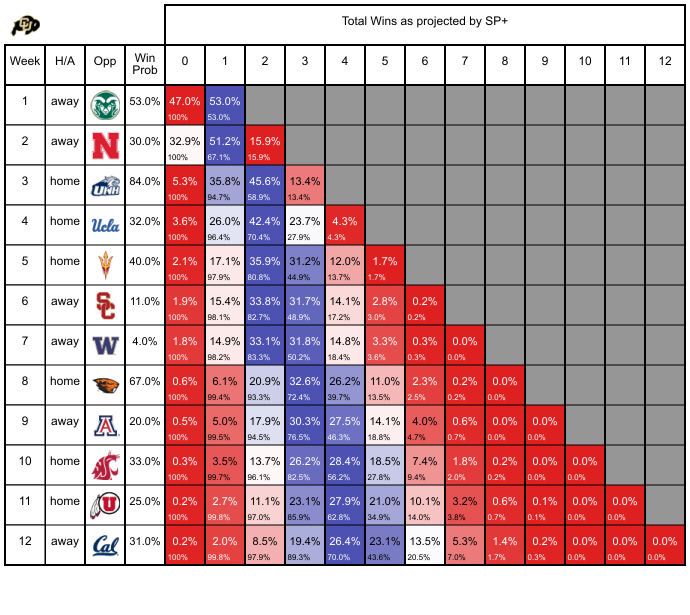 Total Wins as projected by SP+
Week H/A Opp Win Prob 0 1 2 3 4 5 6 7 8 9 10 11 12
1 away 53.0% 47.0% 53.0%
100% 53.0%
2 away N 30.0% 32.9% 51.2% 15.9%
100% 67.1% 15.9%
3 home UNH 84.0% 5.3% 35.8% 45.6% 13.4%
100% 94.7% 58.9% 13.4%
4 home Ucla 32.0% 3.6% 26.0% 42.4% 23.7% 4.3%
100% 96.4% 70.4% 27.9% 4.3%
5 home 40.0% 2.1% 17.1% 35.9% 31.2% 12.0% 1.7%
100% 97.9% 80.8% 44.9% 13.7% 1.7%
6 away SC 11.0% 1.9% 15.4% 33.8% 31.7% 14.1% 2.8% 0.2%
100% 98.1% 82.7% 48.9% 17.2% 3.0% 0.2%
7 away W 4.0% 1.8% 14.9% 33.1% 31.8% 14.8% 3.3% 0.3% 0.0%
100% 98.2% 83.3% 50.2% 18.4% 3.6% 0.3% 0.0%
8 home 67.0% 0.6% 6.1% 20.9% 32.6% 26.2% 11.0% 2.3% 0.2% 0.0%
100% 99.4% 93.3% 72.4% 39.7% 13.5% 2.5% 0.2% 0.0%
9 away A 20.0% 0.5% 5.0% 17.9% 30.3% 27.5% 14.1% 4.0% 0.6% 0.0% 0.0%
100% 99.5% 94.5% 76.5% 46.3% 18.8% 4.7% 0.7% 0.0% 0.0%
10 home 33.0% 0.3% 3.5% 13.7% 26.2% 28.4% 18.5% 7.4% 1.8% 0.2% 0.0% 0.0%
100% 99.7% 96.1% 82.5% 56.2% 27.8% 9.4% 2.0% 0.2% 0.0% 0.0%
11 home U 25.0% 0.2% 2.7% 11.1% 23.1% 27.9% 21.0% 10.1% 3.2% 0.6% 0.1% 0.0% 0.0%
100% 99.8% 97.0% 85.9% 62.8% 34.9% 14.0% 3.8% 0.7% 0.1% 0.0% 0.0%
12 away Cal 31.0% 0.2% 2.0% 8.5% 19.4% 26.4% 23.1% 13.5% 5.3% 1.4% 0.2% 0.0% 0.0% 0.0%
100% 99.8% 97.9% 89.3% 70.0% 43.6% 20.5% 7.0% 1.7% 0.3% 0.0% 0.0% 0.0%